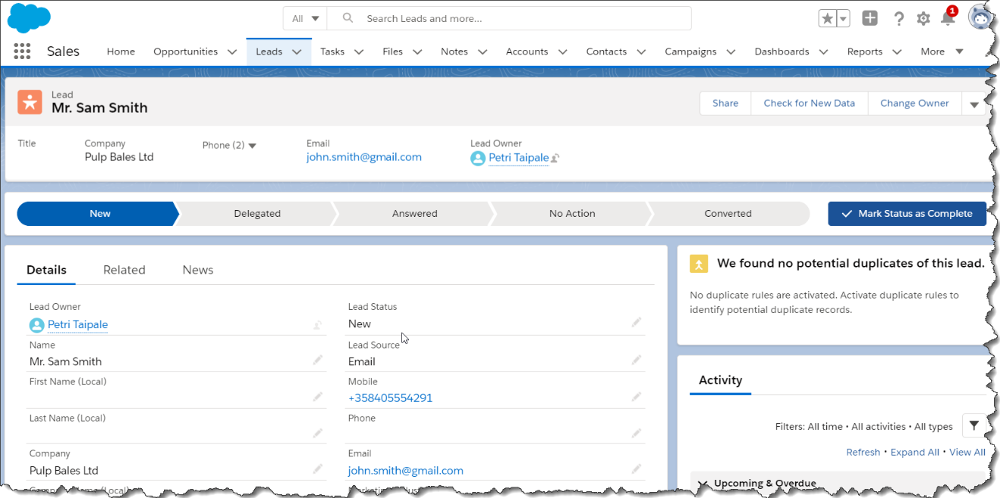 All
Search Leads and more...
1
Sales
Home
Opportunities
Leads
Tasks
Files
Notes
Accounts
Contacts
Campaigns
Dashboards
Reports
More
Lead
Mr. Sam Smith
Share
Check for New Data
Change Owner
Title
Company
Pulp Bales Ltd
Phone (2)
Email
john.smith@gmail.com
Lead Owner
Petri Taipale
New
Delegated
Answered
No Action
Converted
Mark Status as Complete
Details
Related
News
Lead Owner
Petri Taipale
Lead Status
New
Name
Mr. Sam Smith
Lead Source
Email
First Name (Local)
Mobile
+358405554291
Last Name (Local)
Phone
Company
Pulp Bales Ltd
Email
john.smith@gmail.com
We found no potential duplicates of this lead.
No duplicate rules are activated. Activate duplicate rules to
identify potential duplicate records.
Activity
Filters: All time • All activities • All types
Refresh • Expand All • View All
Upcoming & Overdue